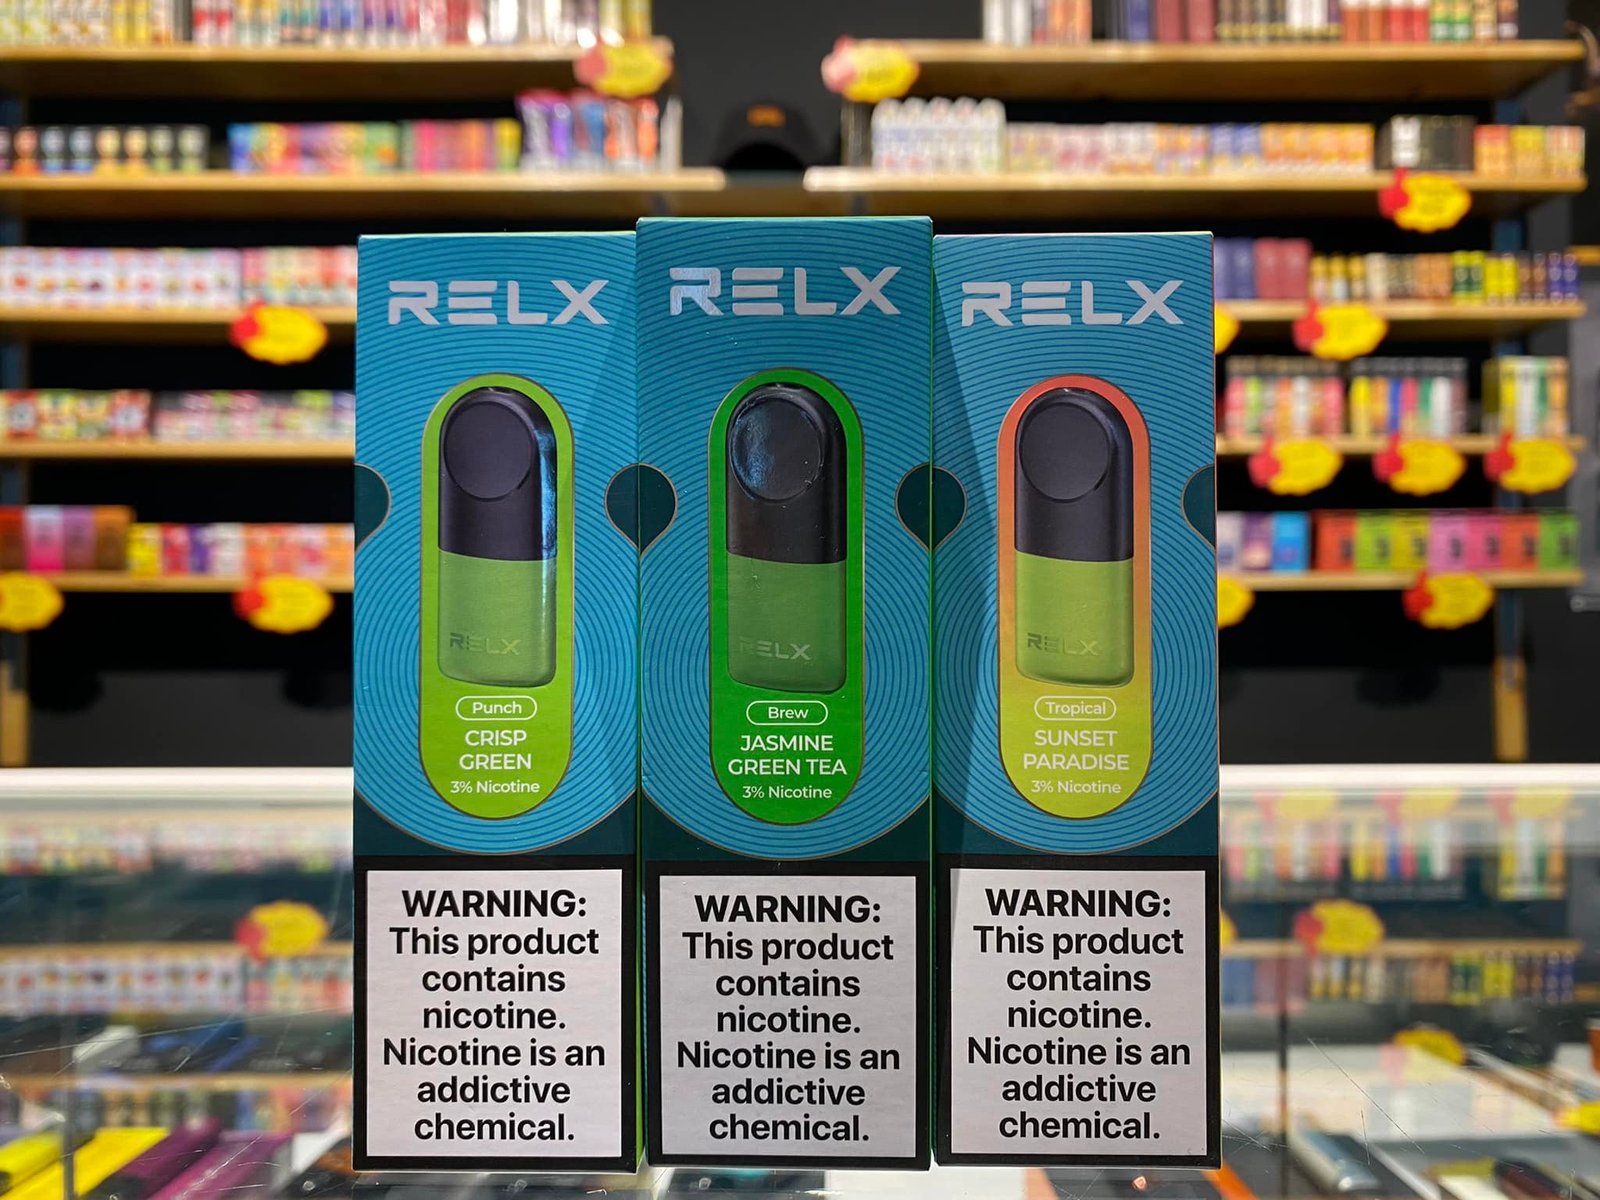 RELX
RELX
Punch
CRISP
GREEN
3% Nicotine
WARNING:
This product
contains
nicotine.
Nicotine is an
addictive
chemical.
RELX
RELX
Brew
JASMINE
GREEN TEA
3% Nicotine
WARNING:
This product
contains
nicotine.
Nicotine is an
addictive
chemical.
RELX
RELX
Tropical
SUNSET
PARADISE
3% Nicotine
WARNING:
This product
contains
nicotine.
Nicotine is an
addictive
chemical.